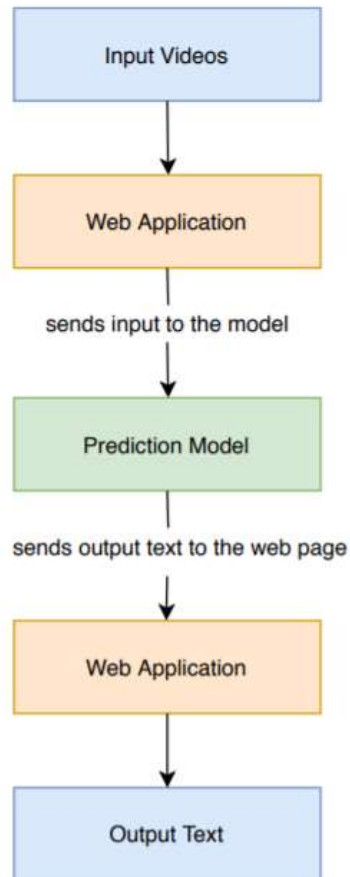 Input Videos
Web Application
sends input to the model
Prediction Model
sends output text to the web page
Web Application
Output Text